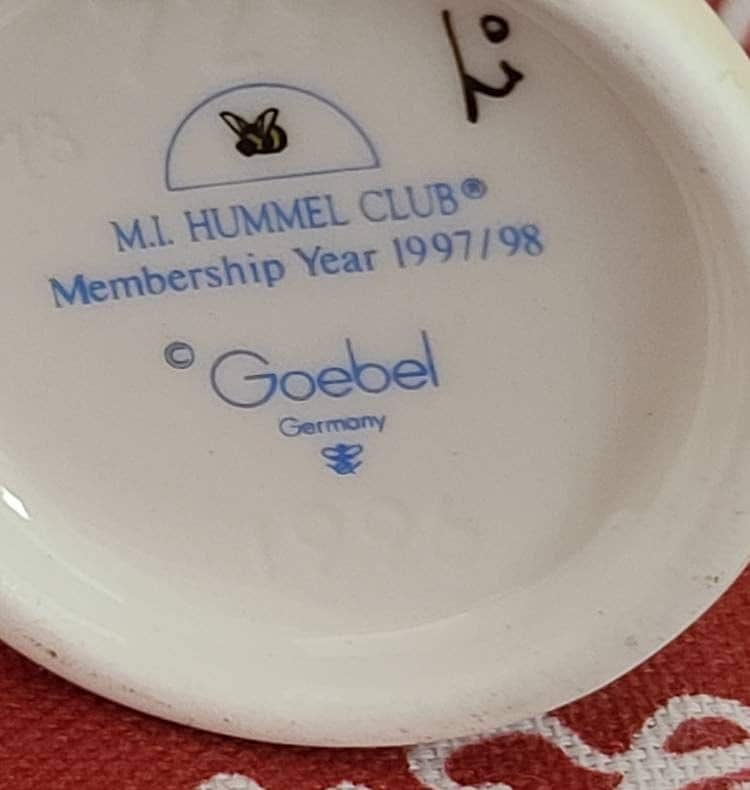 M.I. HUMMEL CLUB®
Membership Year 1997/98
© Goebel
Germany